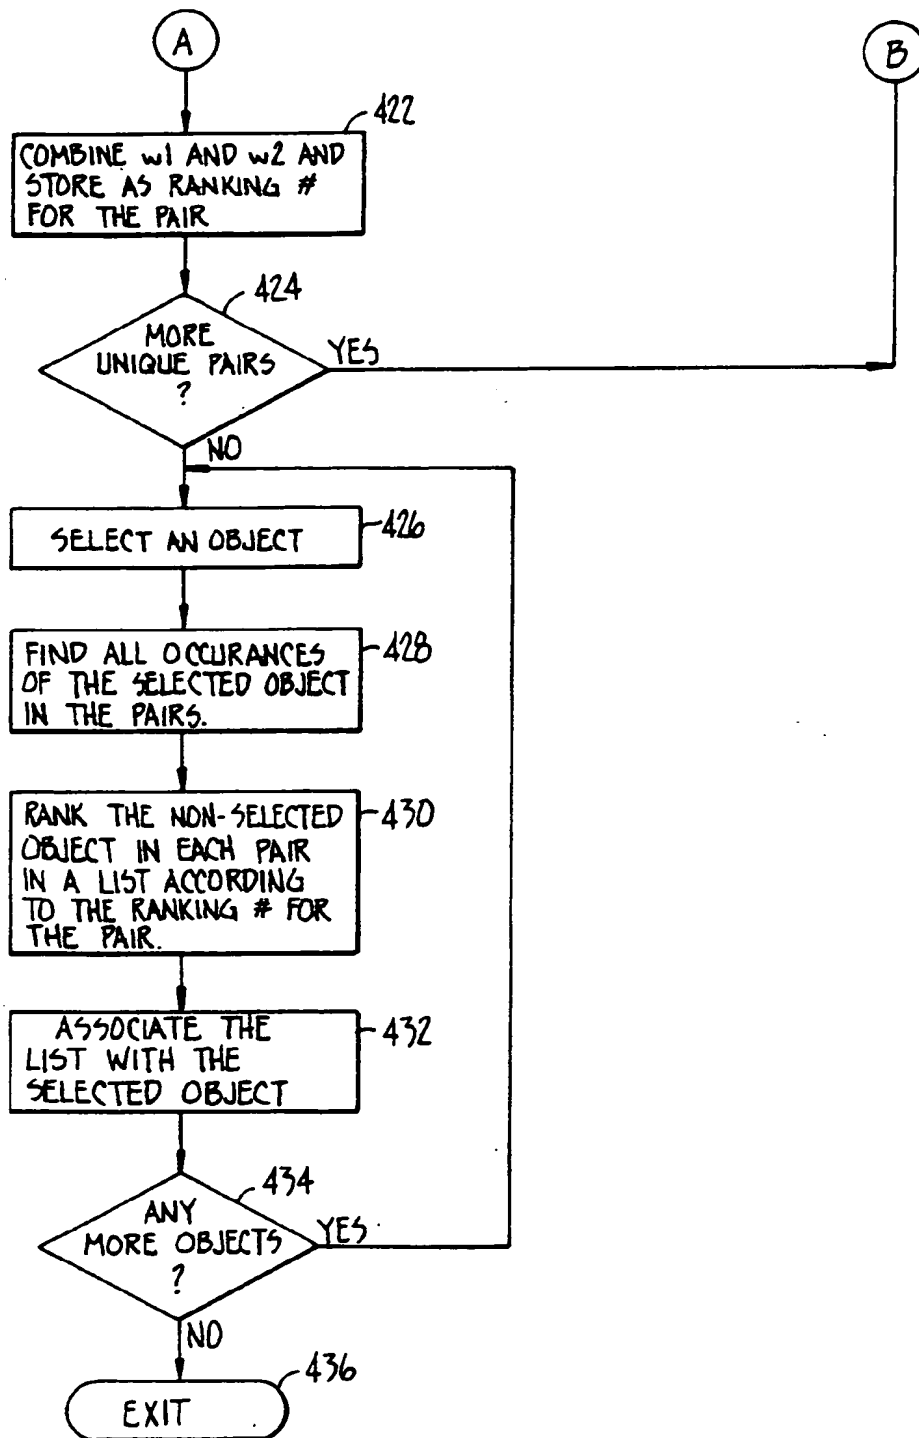 A
B
422
COMBINE w1 AND w2 AND
STORE AS RANKING #
FOR THE PAIR
424
MORE
UNIQUE PAIRS
?
YES
NO
SELECT AN OBJECT
426
FIND ALL OCCURANCES
OF THE SELECTED OBJECT
IN THE PAIRS.
428
RANK THE NON-SELECTED
OBJECT IN EACH PAIR
IN A LIST ACCORDING
TO THE RANKING # FOR
THE PAIR.
430
ASSOCIATE THE
LIST WITH THE
SELECTED OBJECT
432
434
ANY
MORE OBJECTS
?
YES
NO
436
EXIT